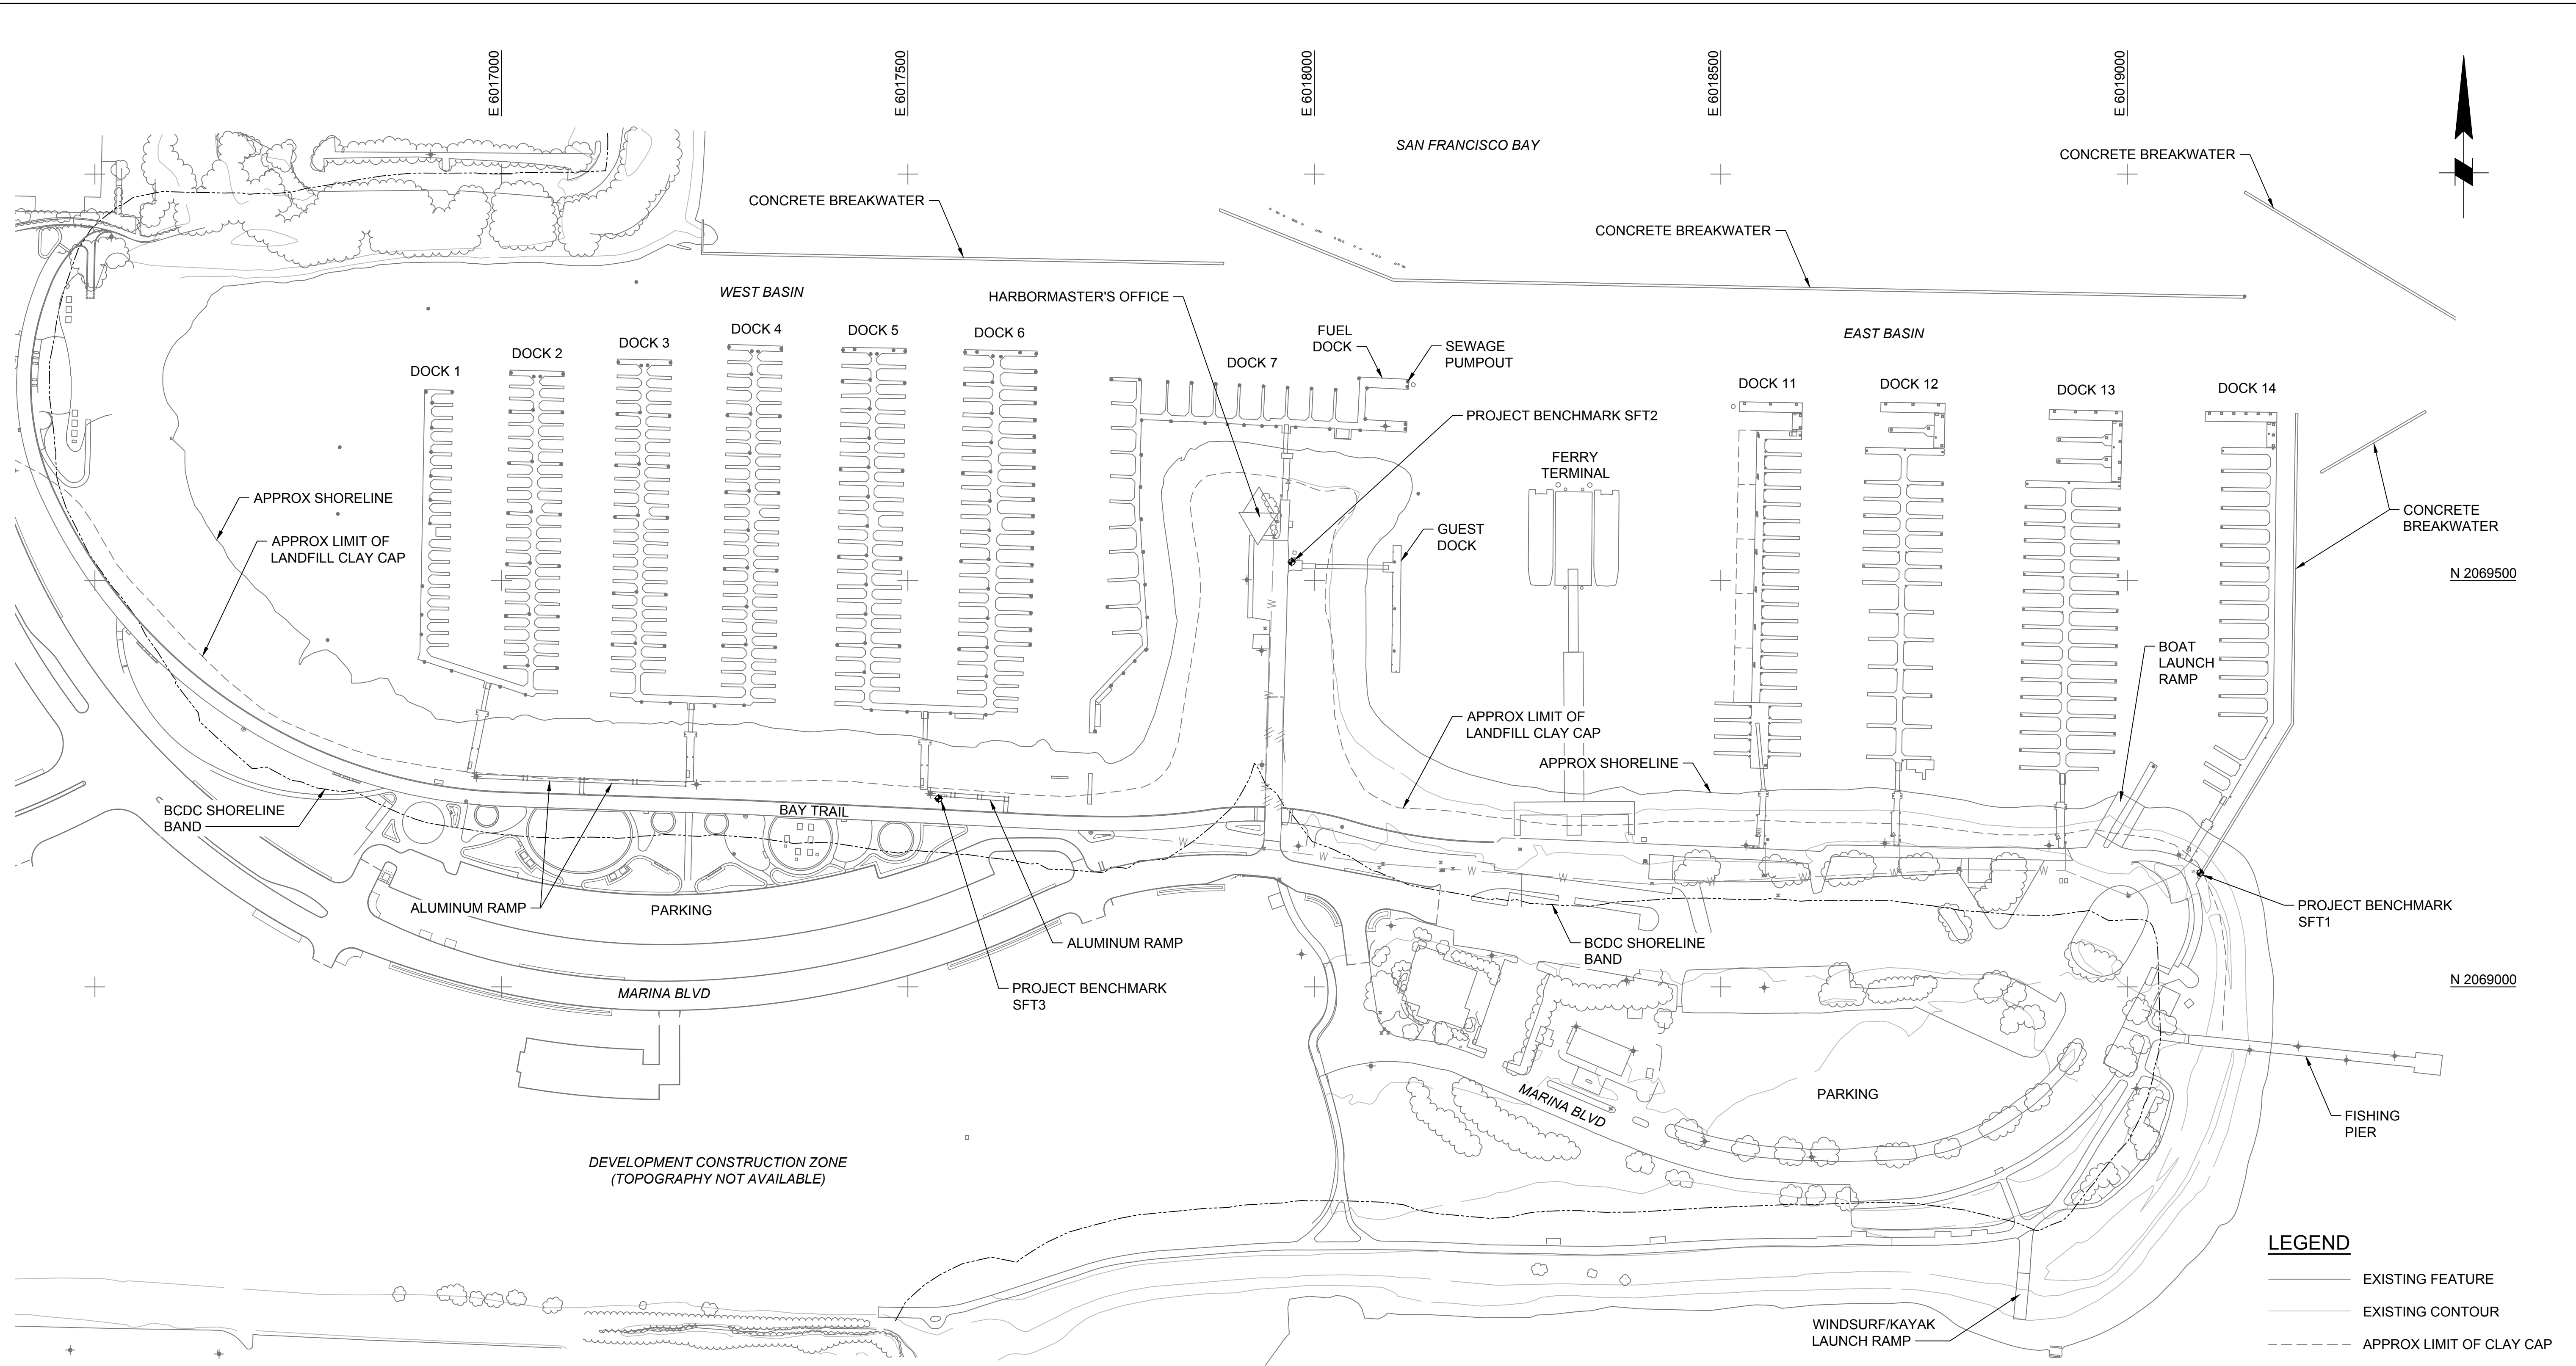 E 6017000
E 6017500
E 6018000
E 6018500
E 6019000
SAN FRANCISCO BAY
CONCRETE BREAKWATER
CONCRETE BREAKWATER
CONCRETE BREAKWATER
WEST BASIN
HARBORMASTER'S OFFICE
EAST BASIN
DOCK 1
DOCK 2
DOCK 3
DOCK 4
DOCK 5
DOCK 6
DOCK 7
FUEL
DOCK
SEWAGE
PUMPOUT
DOCK 11
DOCK 12
DOCK 13
DOCK 14
PROJECT BENCHMARK SFT2
FERRY
TERMINAL
APPROX SHORELINE
APPROX LIMIT OF
LANDFILL CLAY CAP
GUEST
DOCK
CONCRETE
BREAKWATER
N 2069500
W
W
BOAT
LAUNCH
RAMP
APPROX LIMIT OF
LANDFILL CLAY CAP
APPROX SHORELINE
BCDC SHORELINE
BAND
BAY TRAIL
W
W
W
W
W
W
W
W
ALUMINUM RAMP
PARKING
ALUMINUM RAMP
BCDC SHORELINE
BAND
PROJECT BENCHMARK
SFT1
MARINA BLVD
PROJECT BENCHMARK
SFT3
N 2069000
MARINA BLVD
PARKING
FISHING
PIER
DEVELOPMENT CONSTRUCTION ZONE
(TOPOGRAPHY NOT AVAILABLE)
WINDSURF/KAYAK
LAUNCH RAMP
LEGEND
EXISTING FEATURE
EXISTING CONTOUR
APPROX LIMIT OF CLAY CAP